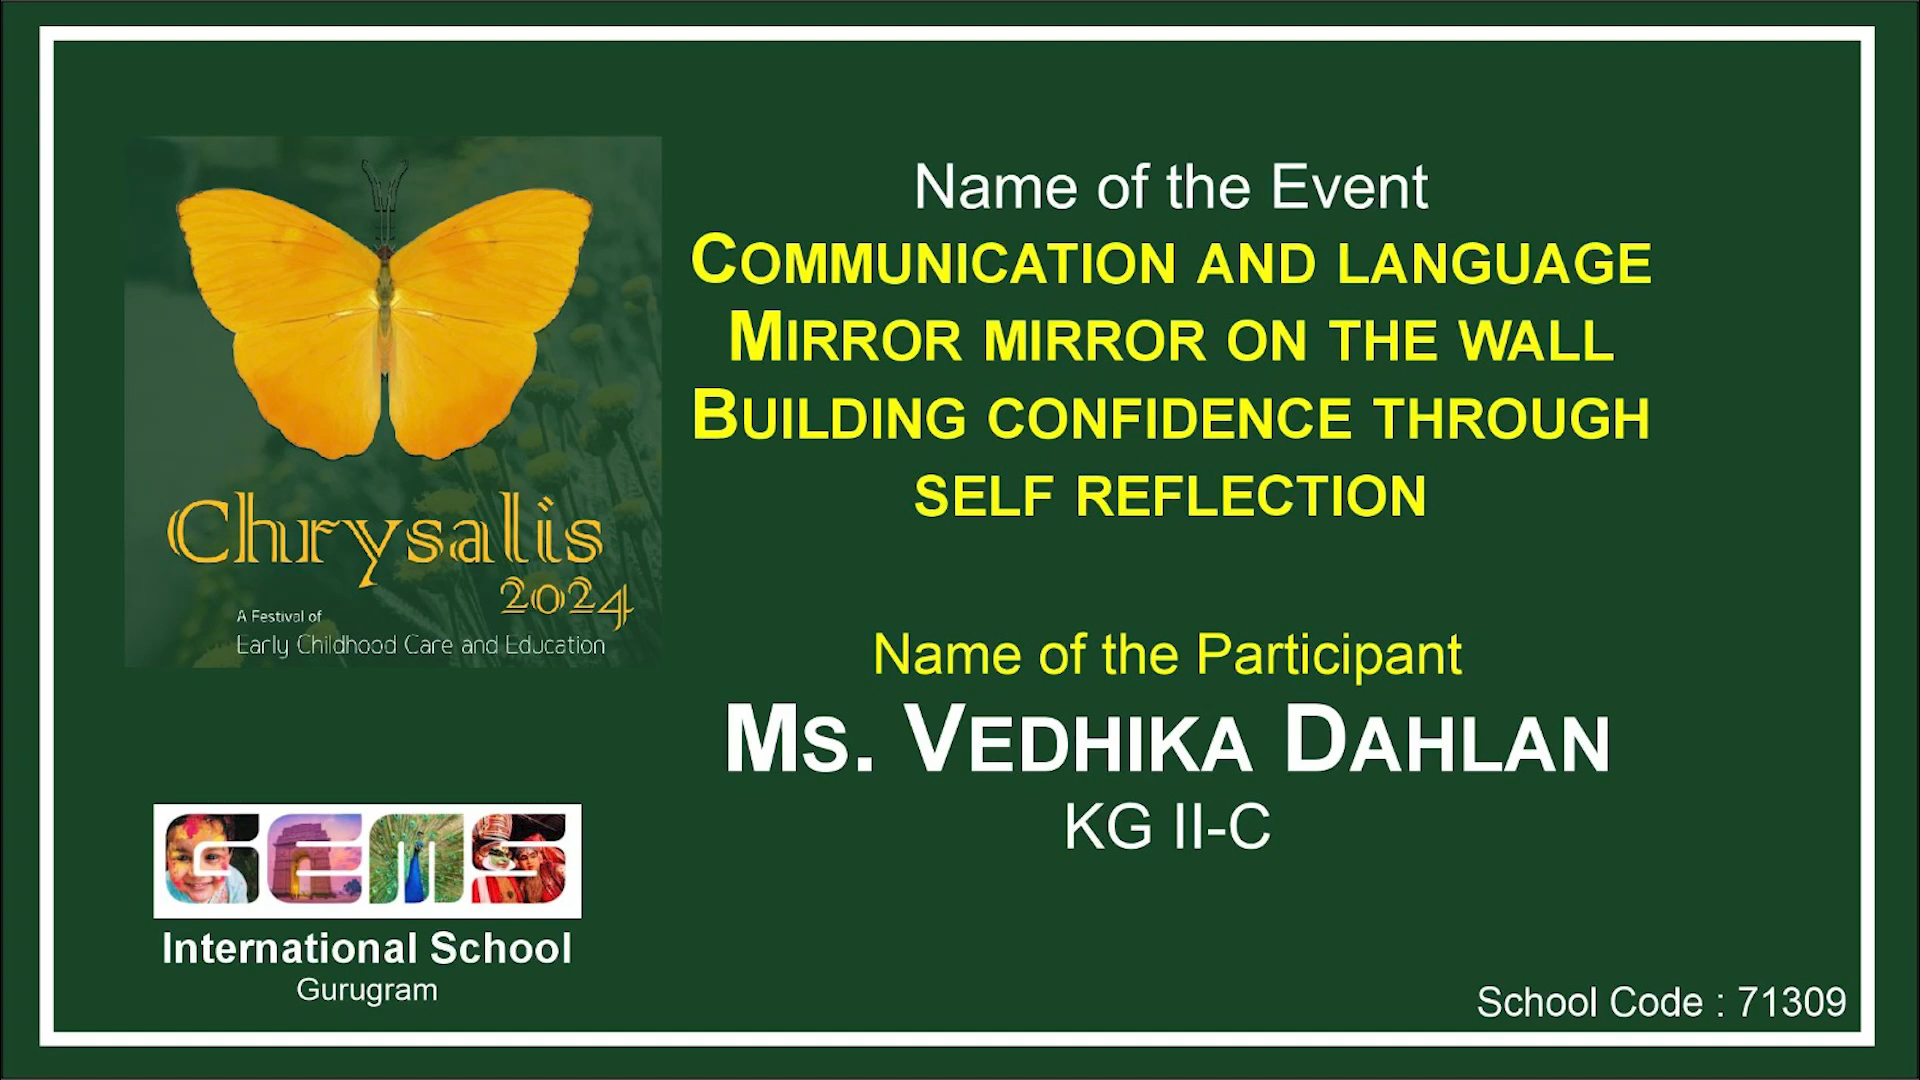 Name of the Event
COMMUNICATION AND LANGUAGE
MIRROR MIRROR ON THE WALL
BUILDING CONFIDENCE THROUGH
SELF REFLECTION
Chrysalis
2024
A Festival of
Early Childhood Care and Education
Name of the Participant
MS. VEDHIKA DAHLAN
KG II-C
GEMS
International School
Gurugram
School Code : 71309